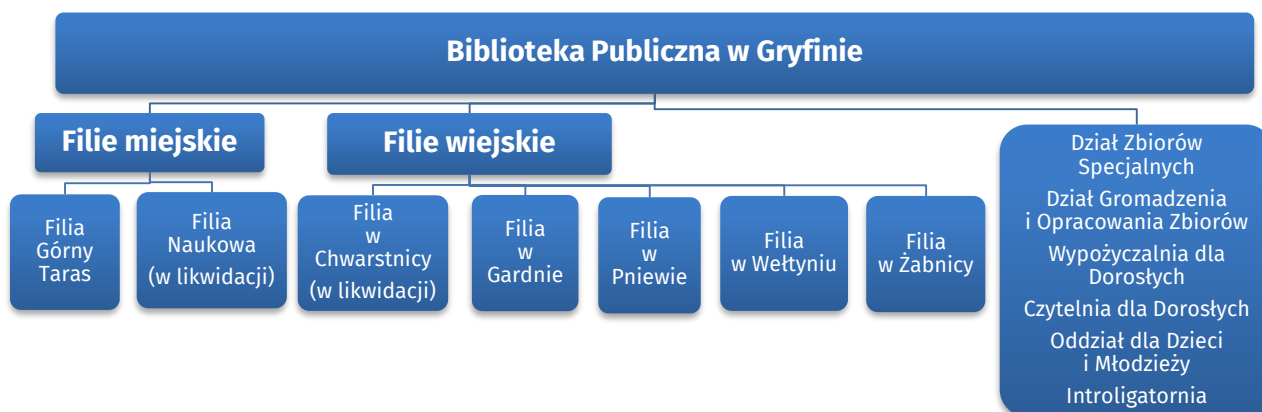 Biblioteka Publiczna w Gryfinie
Filie miejskie
Filie wiejskie
Filia
Górny
Taras
Filia
Naukowa
(w likwidacji)
Filia
w
Chwarstnicy
(w likwidacji)
Filia
w
Gardnie
Filia
w
Pniewie
Filia
w Wełtyniu
Filia
w Żabnicy
Dział Zbiorów
Specjalnych
Dział Gromadzenia
i Opracowania Zbiorów
Wypożyczalnia dla
Dorosłych
Czytelnia dla Dorosłych
Oddział dla Dzieci
i Młodzieży
Introligatornia